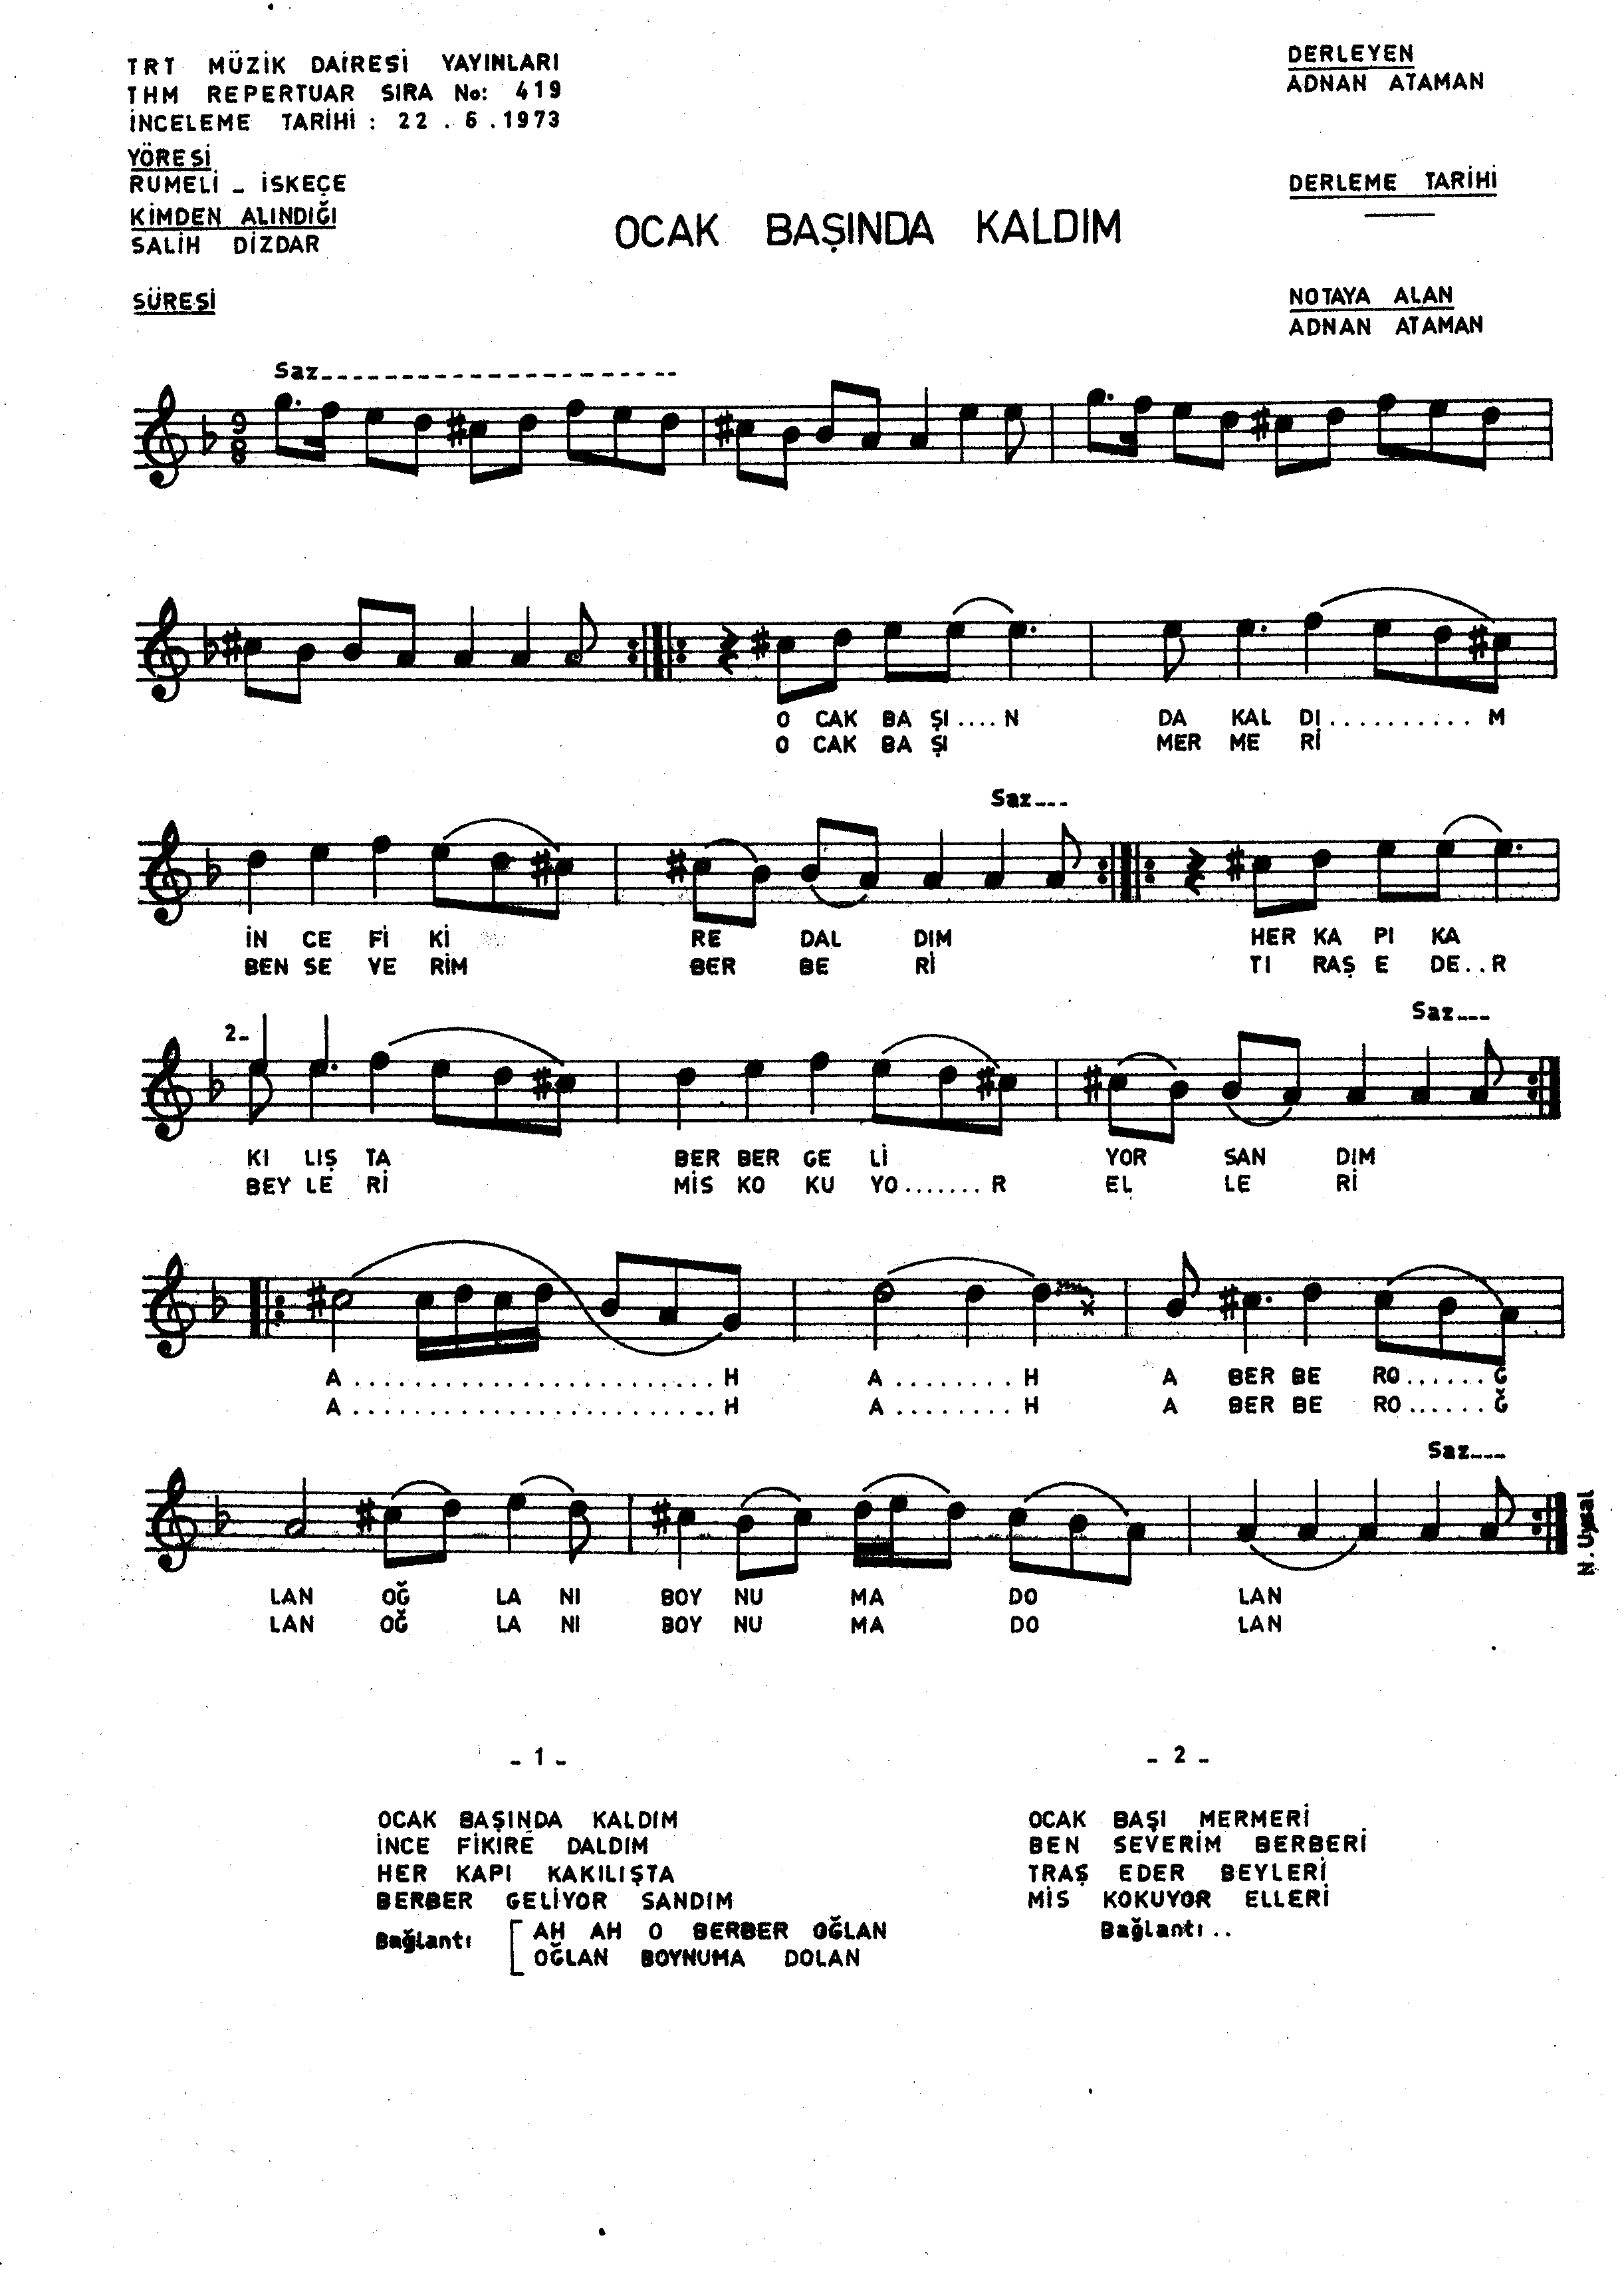 TRT MÜZİK DAİRESİ YAYINLARI
THM REPERTUAR SIRA No: 419
İNCELEME TARİHİ : 22 . 6 . 1973
YÖRESİ
RUMELİ - İSKEÇE
KİMDEN ALINDIĞI
SALİH DİZDAR
SÜRESİ
DERLEYEN
ADNAN ATAMAN
DERLEME TARİHİ
NOTAYA ALAN
ADNAN ATAMAN
OCAK BAŞINDA KALDIM
Saz----------------------
9
8
O CAK BA ŞI....N DA KAL DI..........M
O CAK BA ŞI MER ME Rİ
Saz---
İN CE Fİ Kİ RE DAL DIM HER KA PI KA
BEN SE VE RİM BER BE Rİ TI RAŞ E DE..R
2-
Saz---
KI LIŞ TA BER BER GE Lİ YOR SAN DIM
BEY LE Rİ MİS KO KU YO.......R EL LE Rİ
A........................H A........H A BER BE RO......Ğ
A........................H A........H A BER BE RO......Ğ
Saz---
LAN OĞ LA NI BOY NU MA DO LAN
LAN OĞ LA NI BOY NU MA DO LAN
N. Uysal
- 1 -
OCAK BAŞINDA KALDIM
İNCE FİKİRE DALDIM
HER KAPI KAKILIŞTA
BERBER GELİYOR SANDIM
Bağlantı
AH AH O BERBER OĞLAN
OĞLAN BOYNUMA DOLAN
- 2 -
OCAK BAŞI MERMERİ
BEN SEVERİM BERBERİ
TRAŞ EDER BEYLERİ
MİS KOKUYOR ELLERİ
Bağlantı..